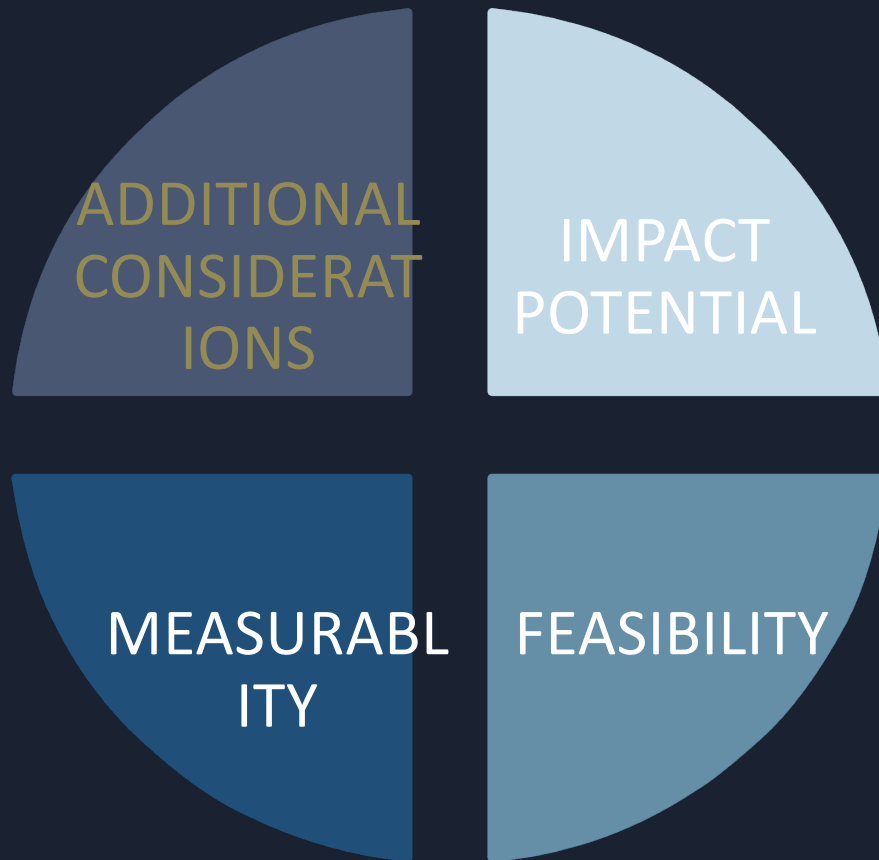 ADDITIONAL
CONSIDERAT
IONS
IMPACT
POTENTIAL
MEASURABL
ITY
FEASIBILITY